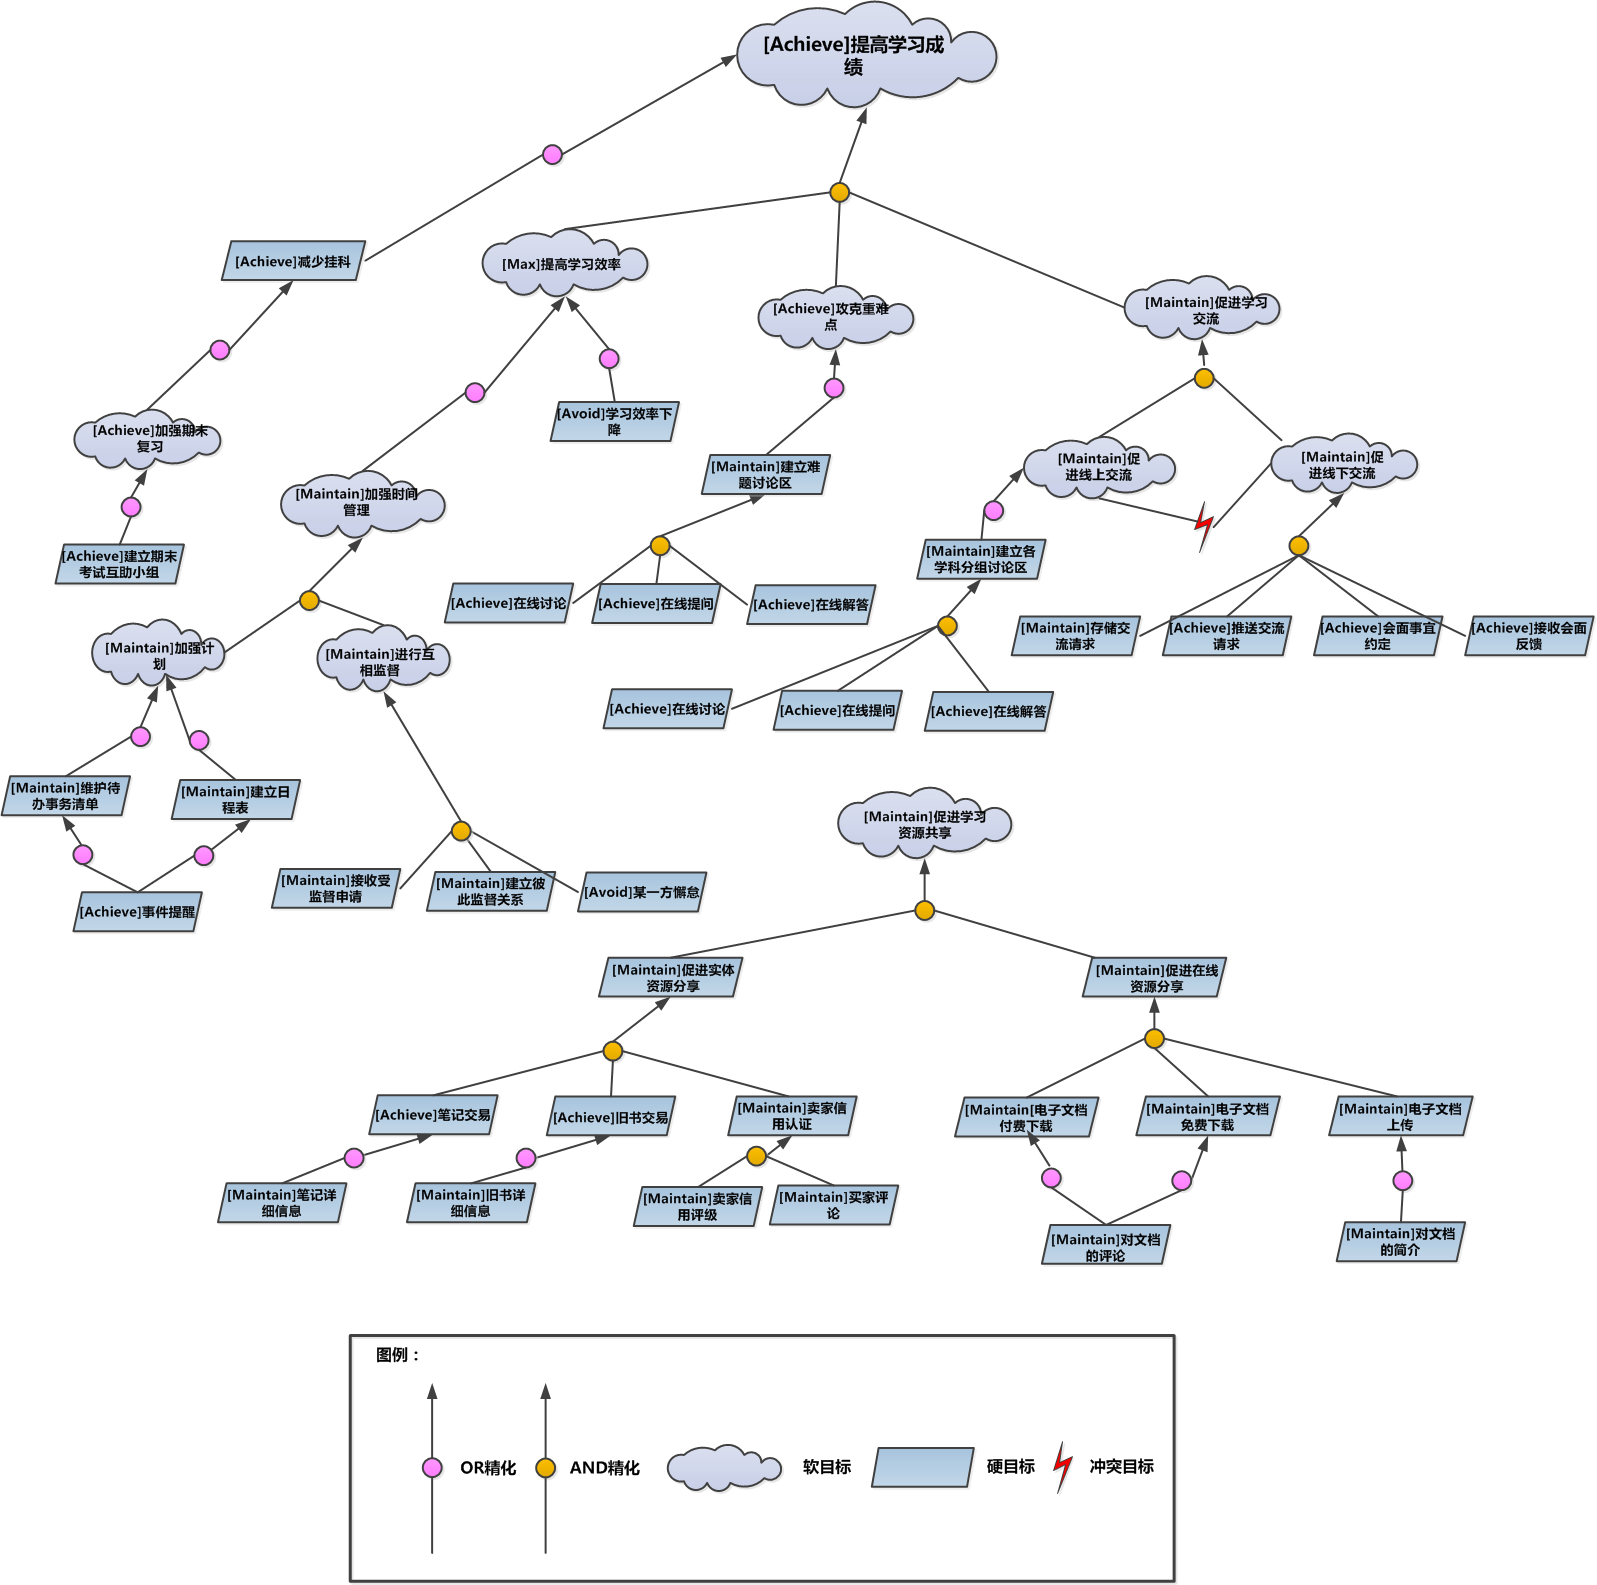 [Achieve]提高学习成
绩
[Achieve]减少挂科
[Max]提高学习效率
[Achieve]攻克重难
点
[Maintain]促进学习
交流
[Achieve]加强期末
复习
[Avoid]学习效率下
降
[Maintain]建立难
题讨论区
[Maintain]促
进线上交流
[Maintain]促
进线下交流
[Maintain]加强时间
管理
[Achieve]建立期末
考试互助小组
[Maintain]建立各
学科分组讨论区
[Achieve]在线讨论
[Achieve]在线提问
[Achieve]在线解答
[Maintain]存储交
流请求
[Achieve]推送交流
请求
[Achieve]会面事宜
约定
[Achieve]接收会面
反馈
[Maintain]加强计
划
[Maintain]进行互
相监督
[Achieve]在线讨论
[Achieve]在线提问
[Achieve]在线解答
[Maintain]维护待
办事务清单
[Maintain]建立日
程表
[Maintain]促进学习
资源共享
[Achieve]事件提醒
[Maintain]接收受
监督申请
[Maintain]建立彼
此监督关系
[Avoid]某一方懈怠
[Maintain]促进实体
资源分享
[Maintain]促进在线
资源分享
[Achieve]笔记交易
[Achieve]旧书交易
[Maintain]卖家信
用认证
[Maintain[电子文档
付费下载
[Maintain]电子文档
免费下载
[Maintain]电子文档
上传
[Maintain]笔记详
细信息
[Maintain]旧书详
细信息
[Maintain]卖家信
用评级
[Maintain]买家评
论
[Maintain]对文档
的评论
[Maintain]对文档
的简介
图例：
OR精化
AND精化
软目标
硬目标
冲突目标